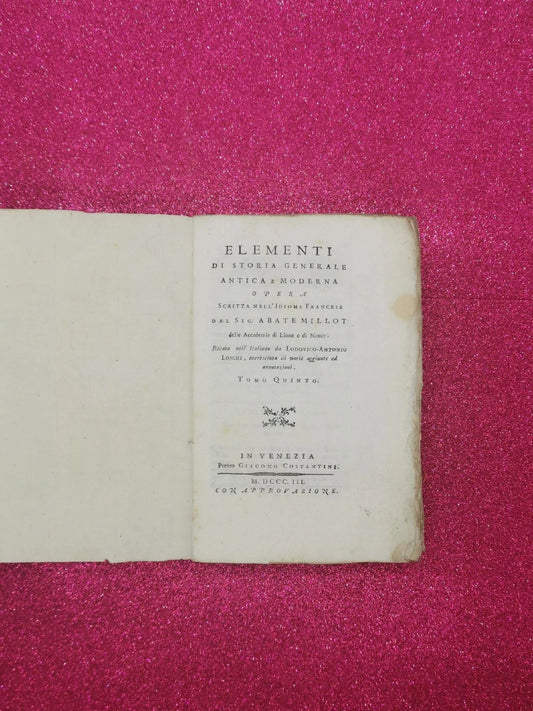 ELEMENTI
DI STORIA GENERALE
ANTICA E MODERNA
OPERA
SCRITTA NELL'IDIOMA FRANCESE
DAL SIG. ABATE MILLOT
delle Accademie di Lione e di Nancy:
Recata nell'Italiano da LODOVICO-ANTONIO
LOSCHI, accresciuta di varie aggiunte ed
annotazioni.
TOMO QUINTO.
IN VENEZIA
Presso GIACOMO COSTANTINI.
M. DCCC. III.
CON APPROVAZIONE.